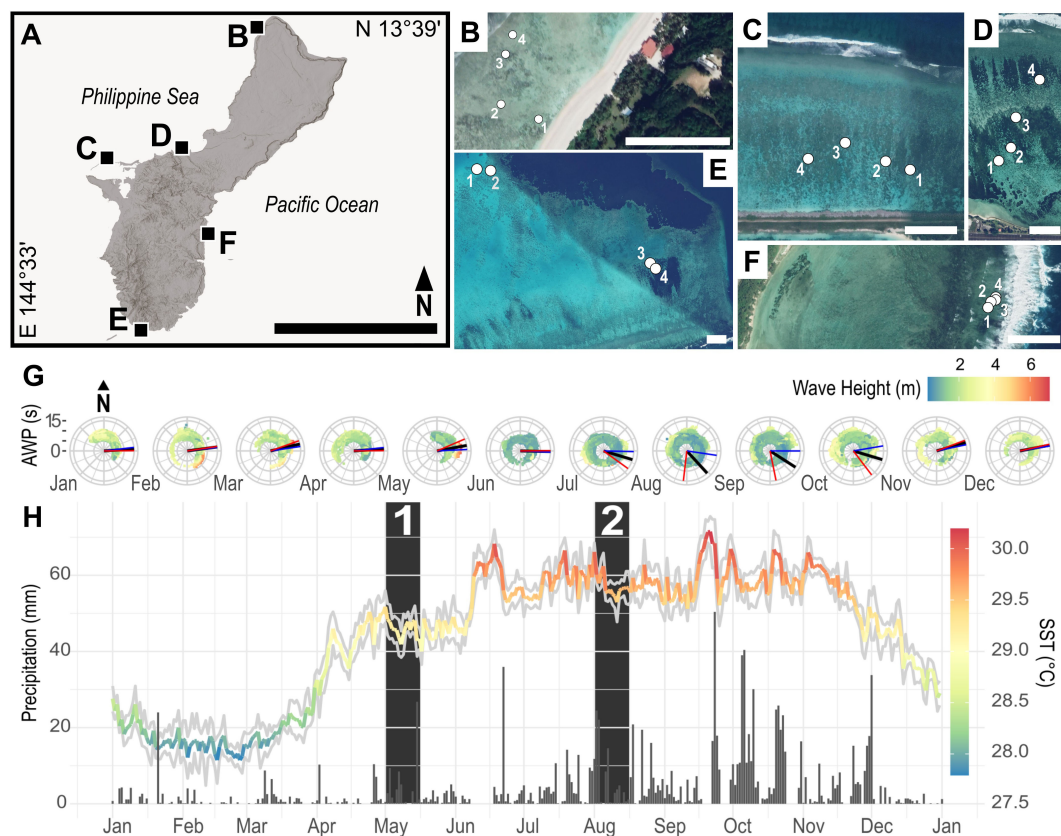 A
N 13°39'
B
Philippine Sea
C
D
Pacific Ocean
F
E 144°33'
N
E
B
4
3
2
1
C
3
4
2
1
D
4
3
2
1
E
1
2
3
4
F
2
4
1
3
G
N
Wave Height (m)
2
4
6
AWP (s)
15
0
Jan
Feb
Mar
Apr
May
Jun
Jul
Aug
Sep
Oct
Nov
Dec
H
1
2
Precipitation (mm)
60
40
20
0
30.0
29.5
29.0
28.5
28.0
27.5
SST (°C)
Jan
Feb
Mar
Apr
May
Jun
Jul
Aug
Sep
Oct
Nov
Dec
Jan